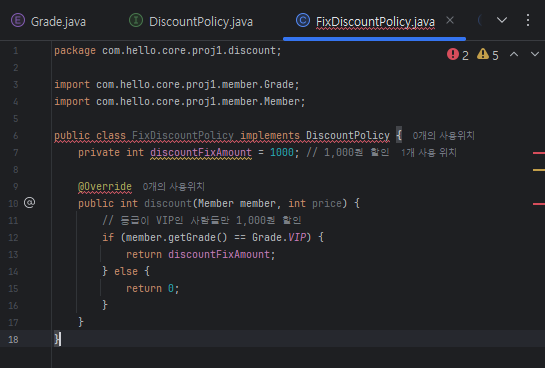 Grade.java DiscountPolicy.java FixDiscountPolicy.java
2 5
1 package com.hello.core.proj1.discount;
2
3 import com.hello.core.proj1.member.Grade;
4 import com.hello.core.proj1.member.Member;
5
6 public class FixDiscountPolicy implements DiscountPolicy { 0개의 사용위치
7 private int discountFixAmount = 1000; // 1,000원 할인 1개 사용 위치
8
9 @Override 0개의 사용위치
10 public int discount(Member member, int price) {
11 // 등급이 VIP인 사람들만 1,000원 할인
12 if (member.getGrade() == Grade.VIP) {
13 return discountFixAmount;
14 } else {
15 return 0;
16 }
17 }
18 }